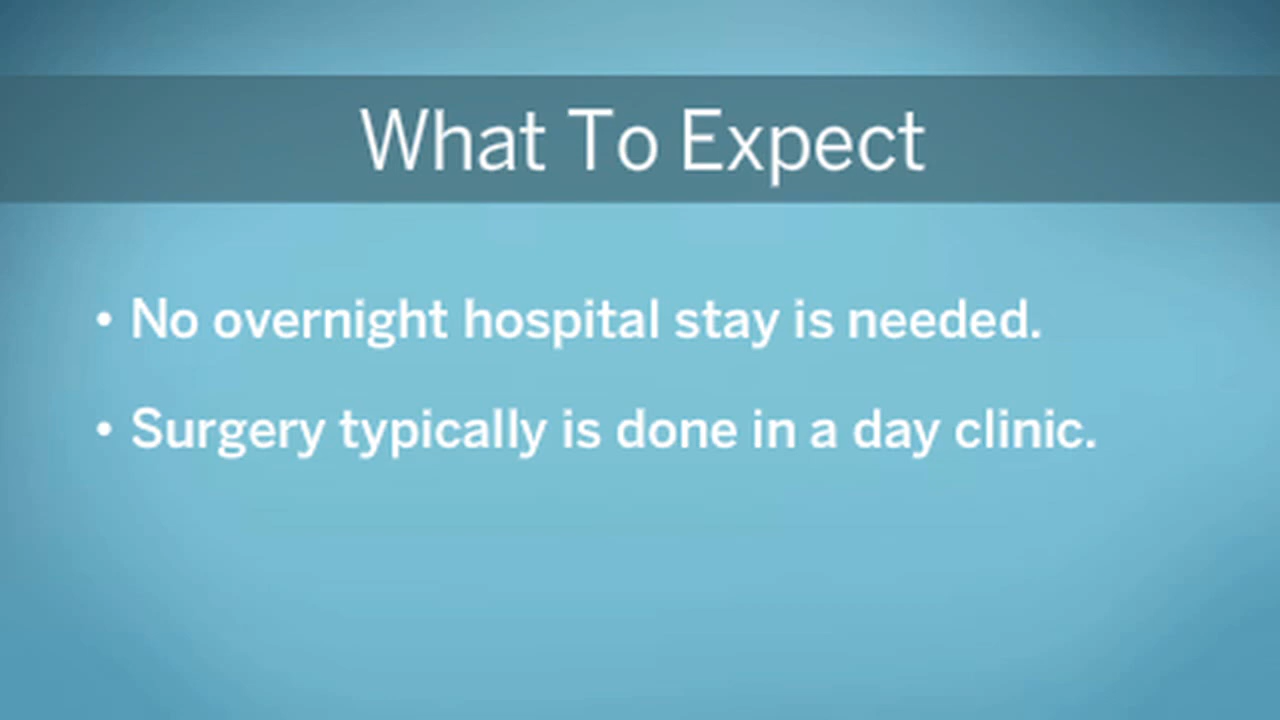 What To Expect
• No overnight hospital stay is needed.
• Surgery typically is done in a day clinic.